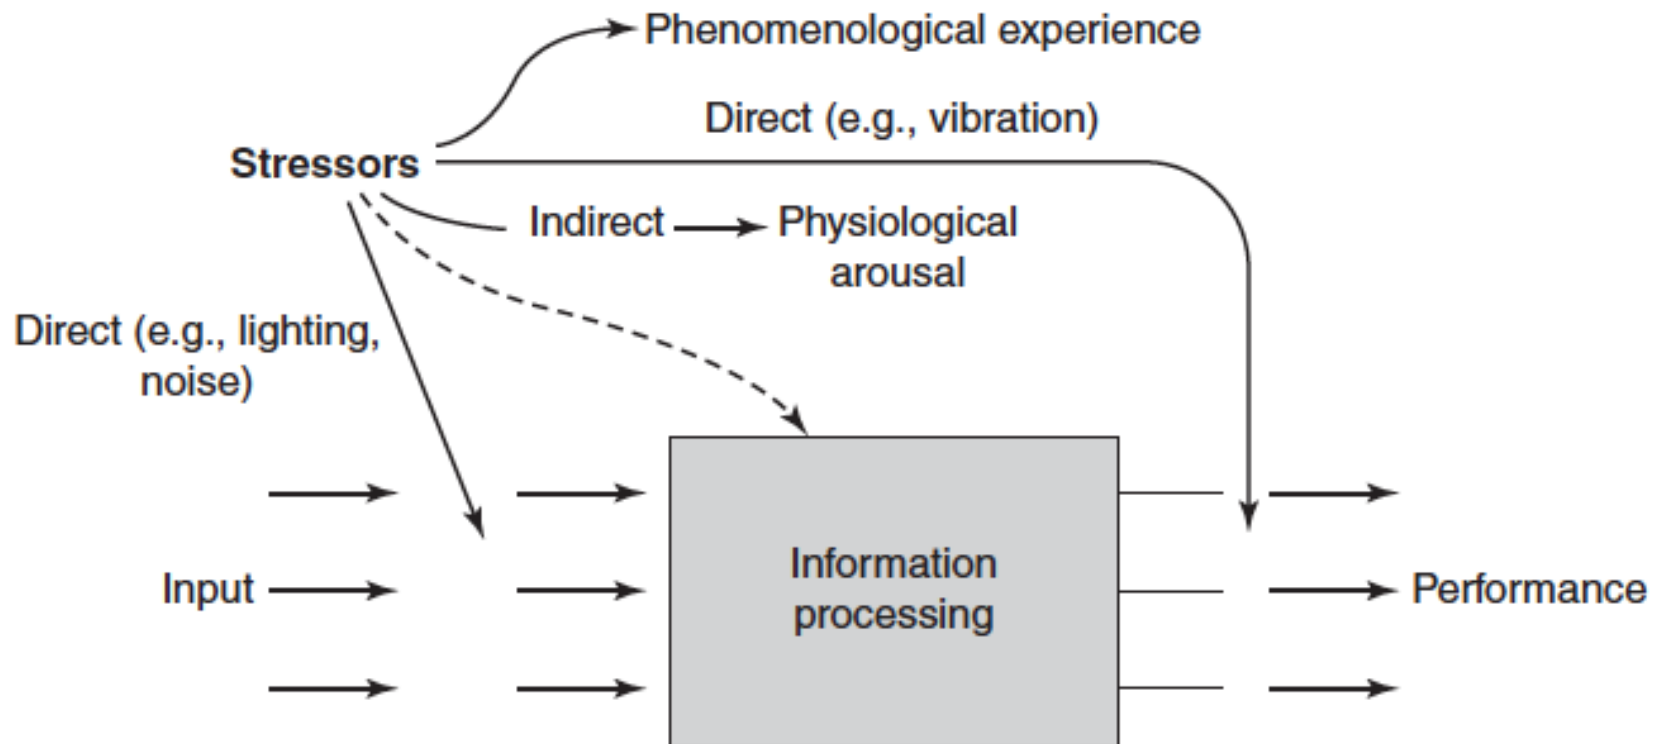 Phenomenological experience
Direct (e.g., vibration)
Stressors
Indirect
Physiological
arousal
Direct (e.g., lighting,
noise)
Information
processing
Input
Performance